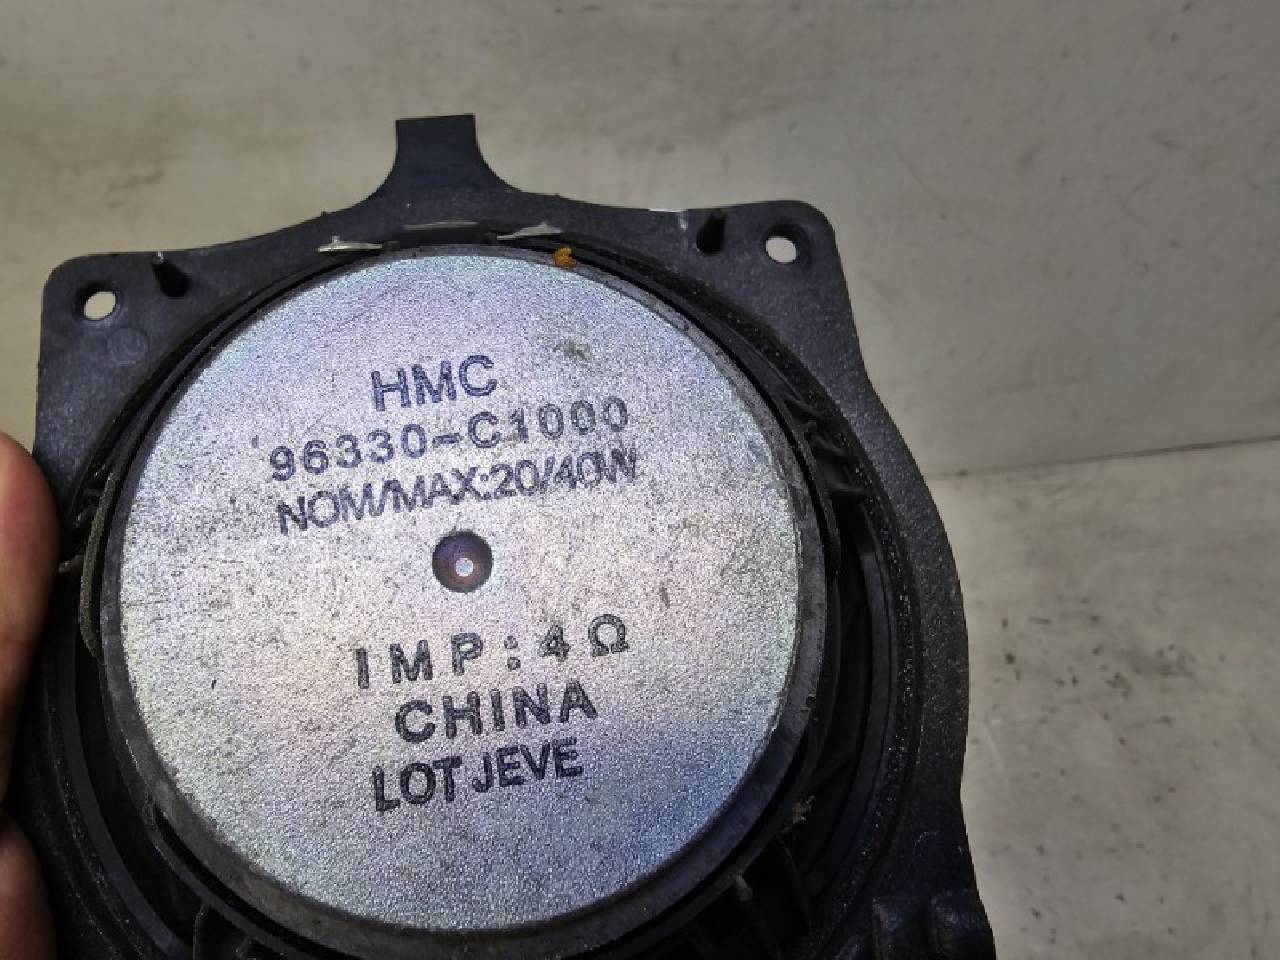 HMC
96330-C1000
NOM/MAX:20/40W
IMP:4Ω
CHINA
LOT JEVE